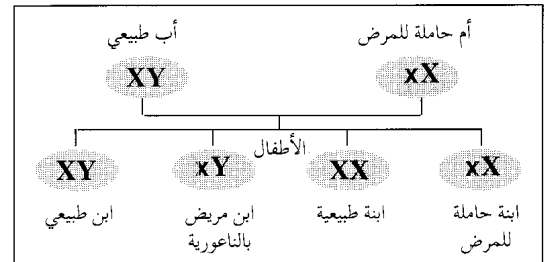 أم حاملة للمرض أب طبيعي
xX XY
الأطفال
xX XX xY XY
ابنة حاملة ابنة طبيعية ابن مريض ابن طبيعي
للمرض بالناعورية